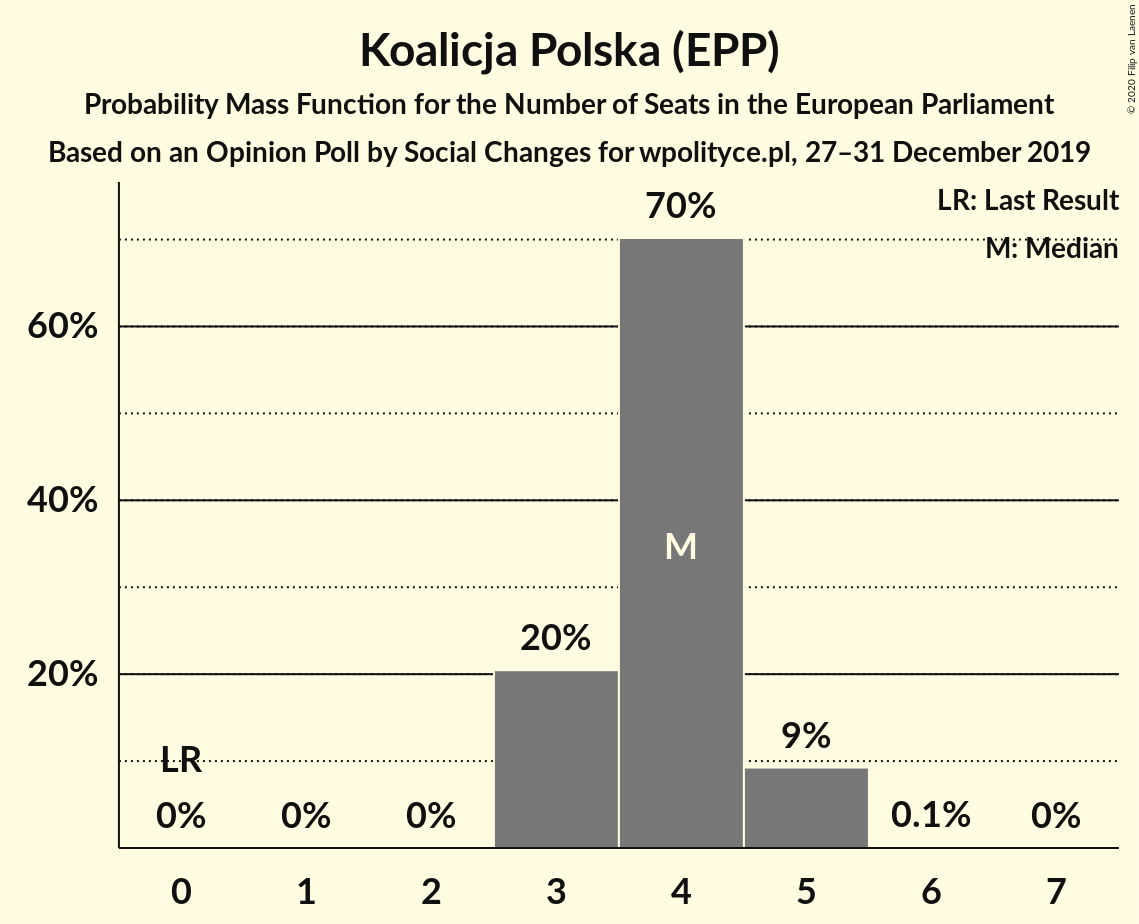 Koalicja Polska (EPP)
Probability Mass Function for the Number of Seats in the European Parliament
Based on an Opinion Poll by Social Changes for wpolityce.pl, 27–31 December 2019
© 2020 Filip van Laenen
LR: Last Result
M: Median
70%
60%
40%
M
20%
20%
9%
LR
0%
0%
0%
0.1%
0%
0 1 2 3 4 5 6 7